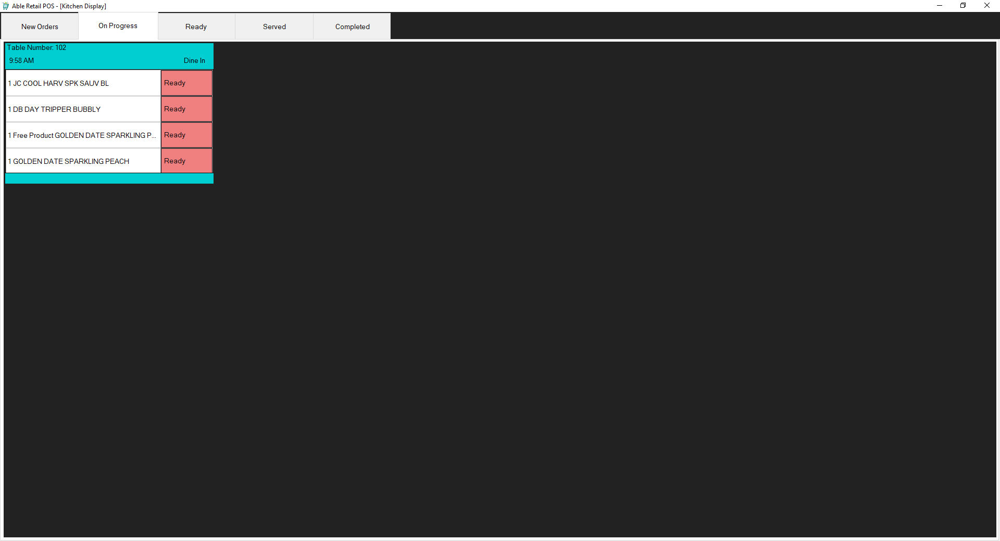 Able Retail POS - [Kitchen Display]
New Orders On Progress Ready Served Completed
Table Number: 102
9:58 AM Dine In
1 JC COOL HARV SPK SAUV BL Ready
1 DB DAY TRIPPER BUBBLY Ready
1 Free Product GOLDEN DATE SPARKLING P... Ready
1 GOLDEN DATE SPARKLING PEACH Ready